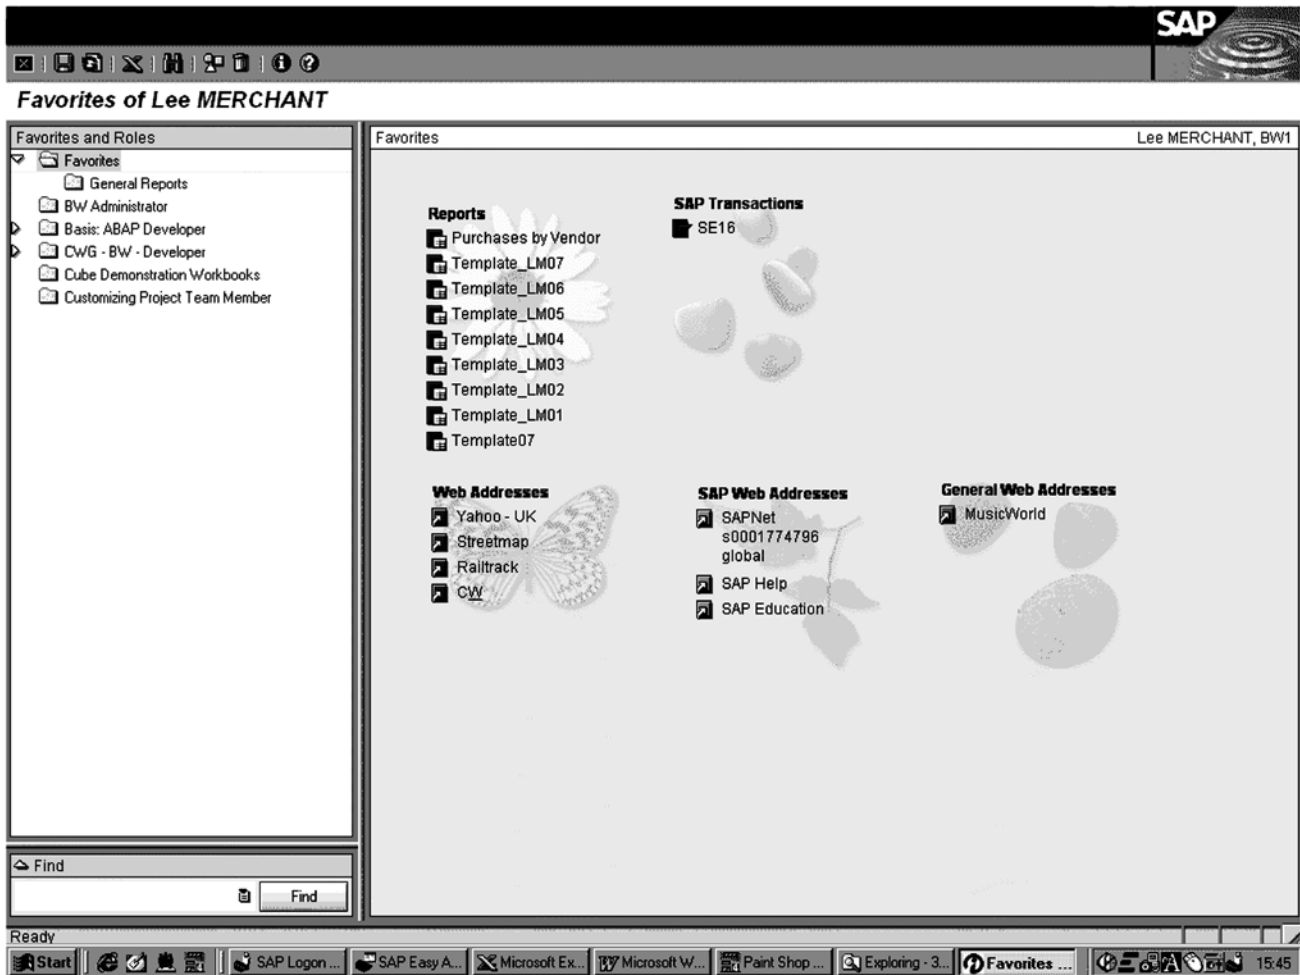 SAP
Favorites of Lee MERCHANT
Favorites and Roles
Favorites
General Reports
BW Administrator
Basis: ABAP Developer
CWG - BW - Developer
Cube Demonstration Workbooks
Customizing Project Team Member
Find
Find
Favorites
Lee MERCHANT, BW1
Reports
Purchases by Vendor
Template_LM07
Template_LM06
Template_LM05
Template_LM04
Template_LM03
Template_LM02
Template_LM01
Template07
SAP Transactions
SE16
Web Addresses
Yahoo - UK
Streetmap
Railtrack
CW
SAP Web Addresses
SAPNet
s0001774796
global
SAP Help
SAP Education
General Web Addresses
MusicWorld
Ready
Start
SAP Logon ...
SAP Easy A...
Microsoft Ex...
Microsoft W...
Paint Shop ...
Exploring - 3...
Favorites ...
15:45